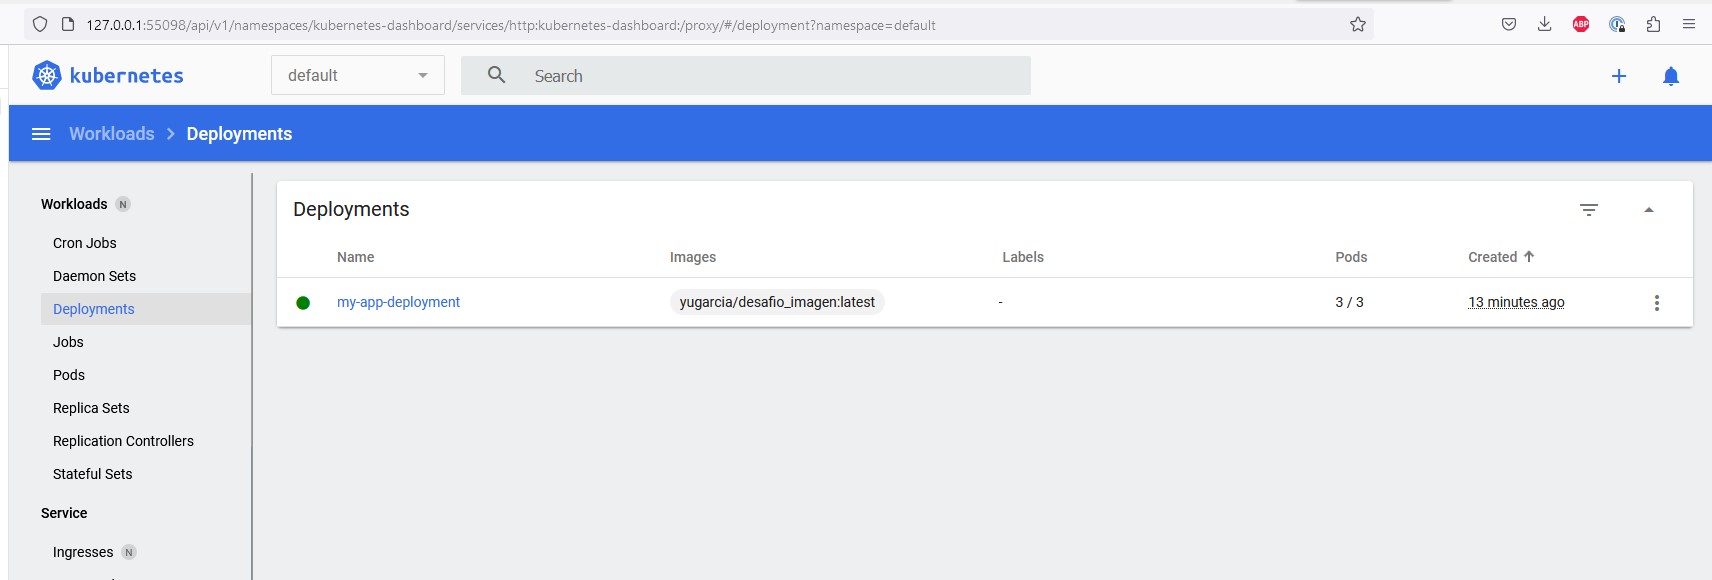 127.0.0.1:55098/api/v1/namespaces/kubernetes-dashboard/services/http:kubernetes-dashboard:/proxy/#/deployment?namespace=default
ABP
kubernetes
default
Search
Workloads > Deployments
Workloads N
Cron Jobs
Daemon Sets
Deployments
Jobs
Pods
Replica Sets
Replication Controllers
Stateful Sets
Service
Ingresses N
Deployments
Name Images Labels Pods Created
my-app-deployment yugarcia/desafio_imagen:latest - 3 / 3 13 minutes ago